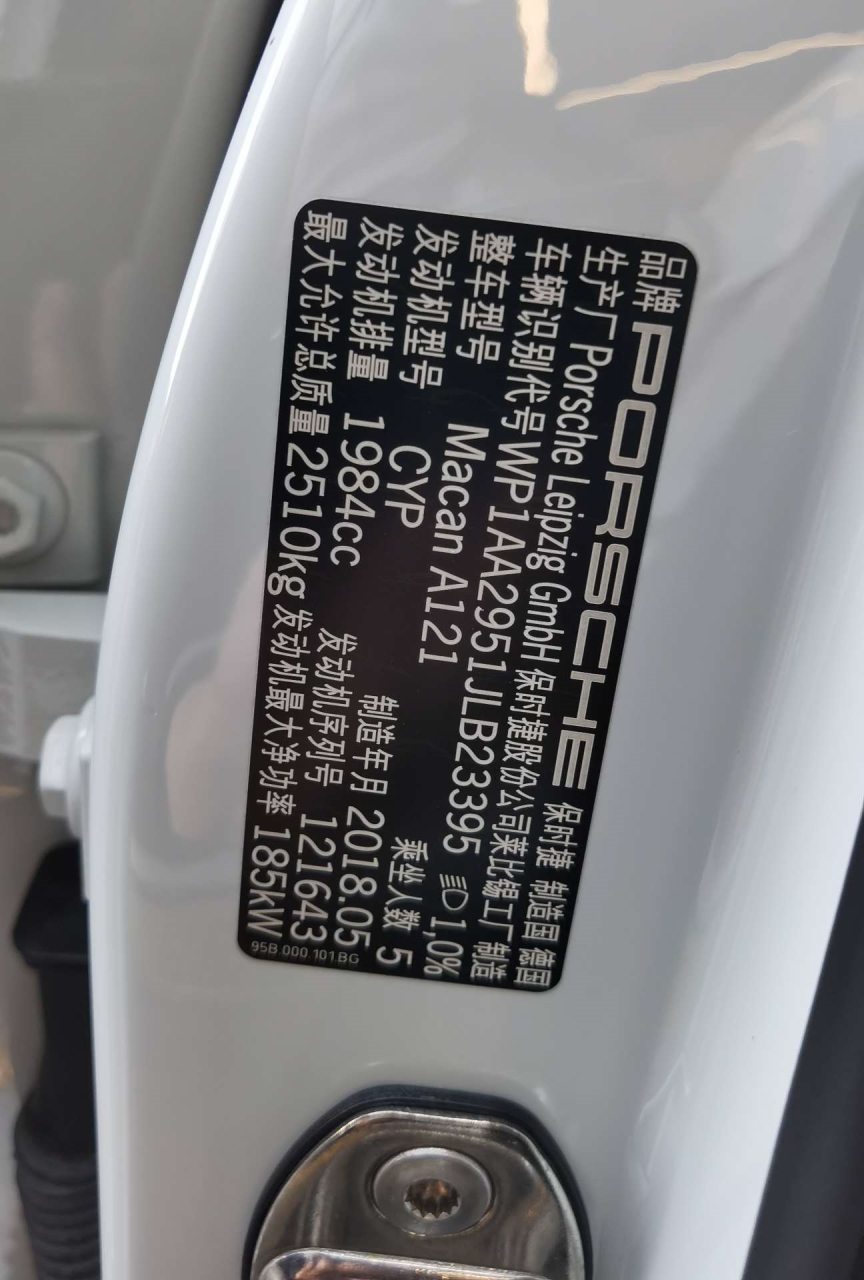 品牌 PORSCHE 保时捷 制造国 德国
生产厂 Porsche Leipzig GmbH 保时捷股份公司莱比锡工厂 制造
车辆识别代号 WP1AA2951JLB23395 1,0%
整车型号 Macan A121 乘坐人数 5
发动机型号 CYP 制造年月 2018.05
发动机排量 1984cc 发动机序列号 121643
最大允许总质量 2510kg 发动机最大净功率 185kW
95B.000.101.BG